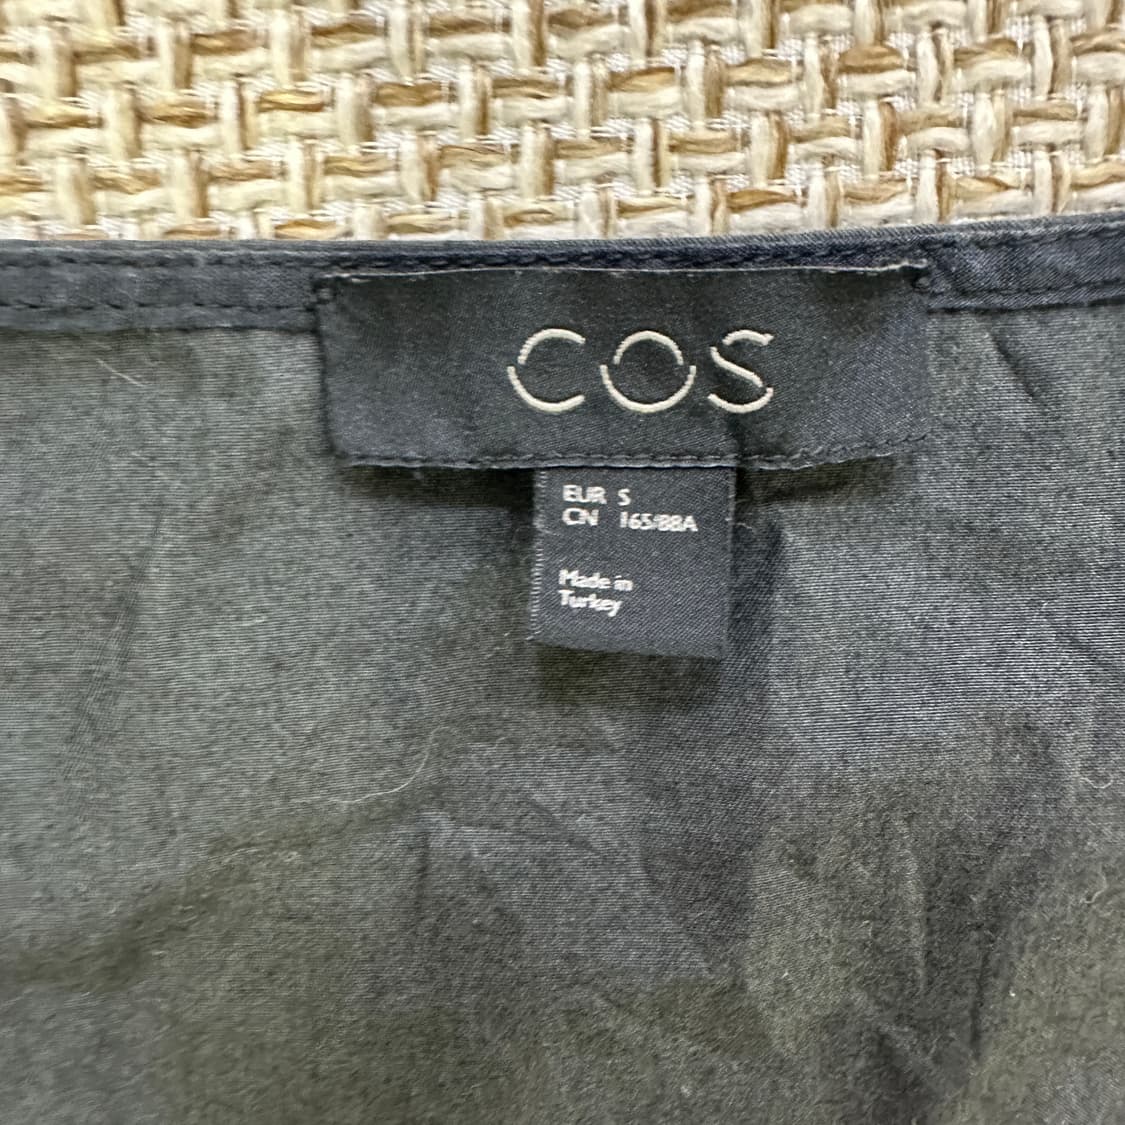 COS
EUR S
CN 165/88A
Made in
Turkey